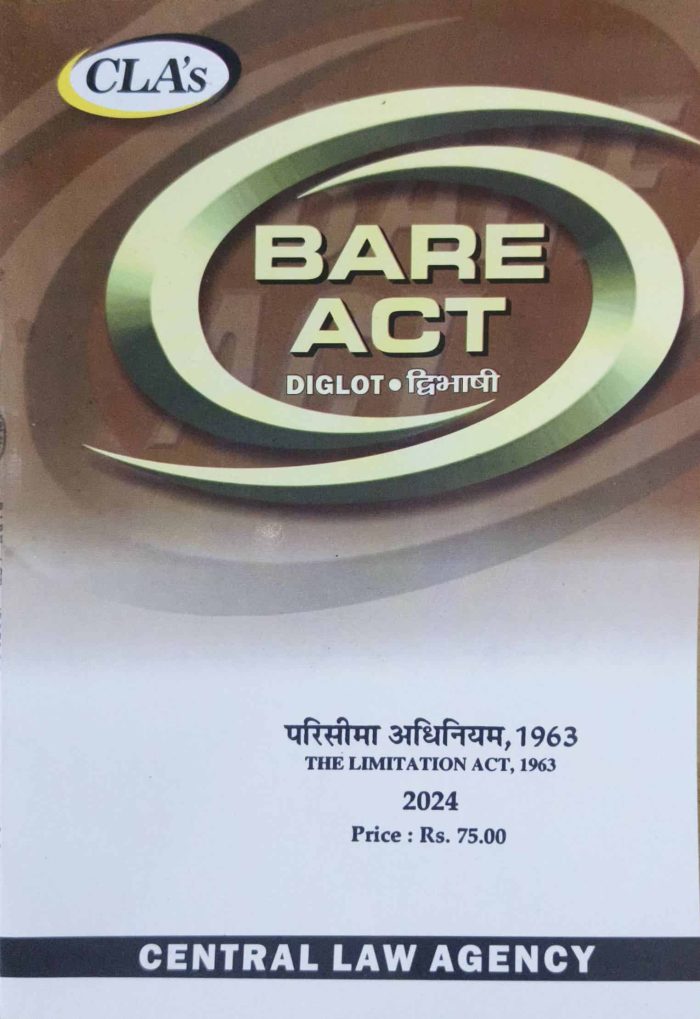 CLA's
BARE
ACT
DIGLOT • द्विभाषी
परिसीमा अधिनियम, 1963
THE LIMITATION ACT, 1963
2024
Price : Rs. 75.00
CENTRAL LAW AGENCY